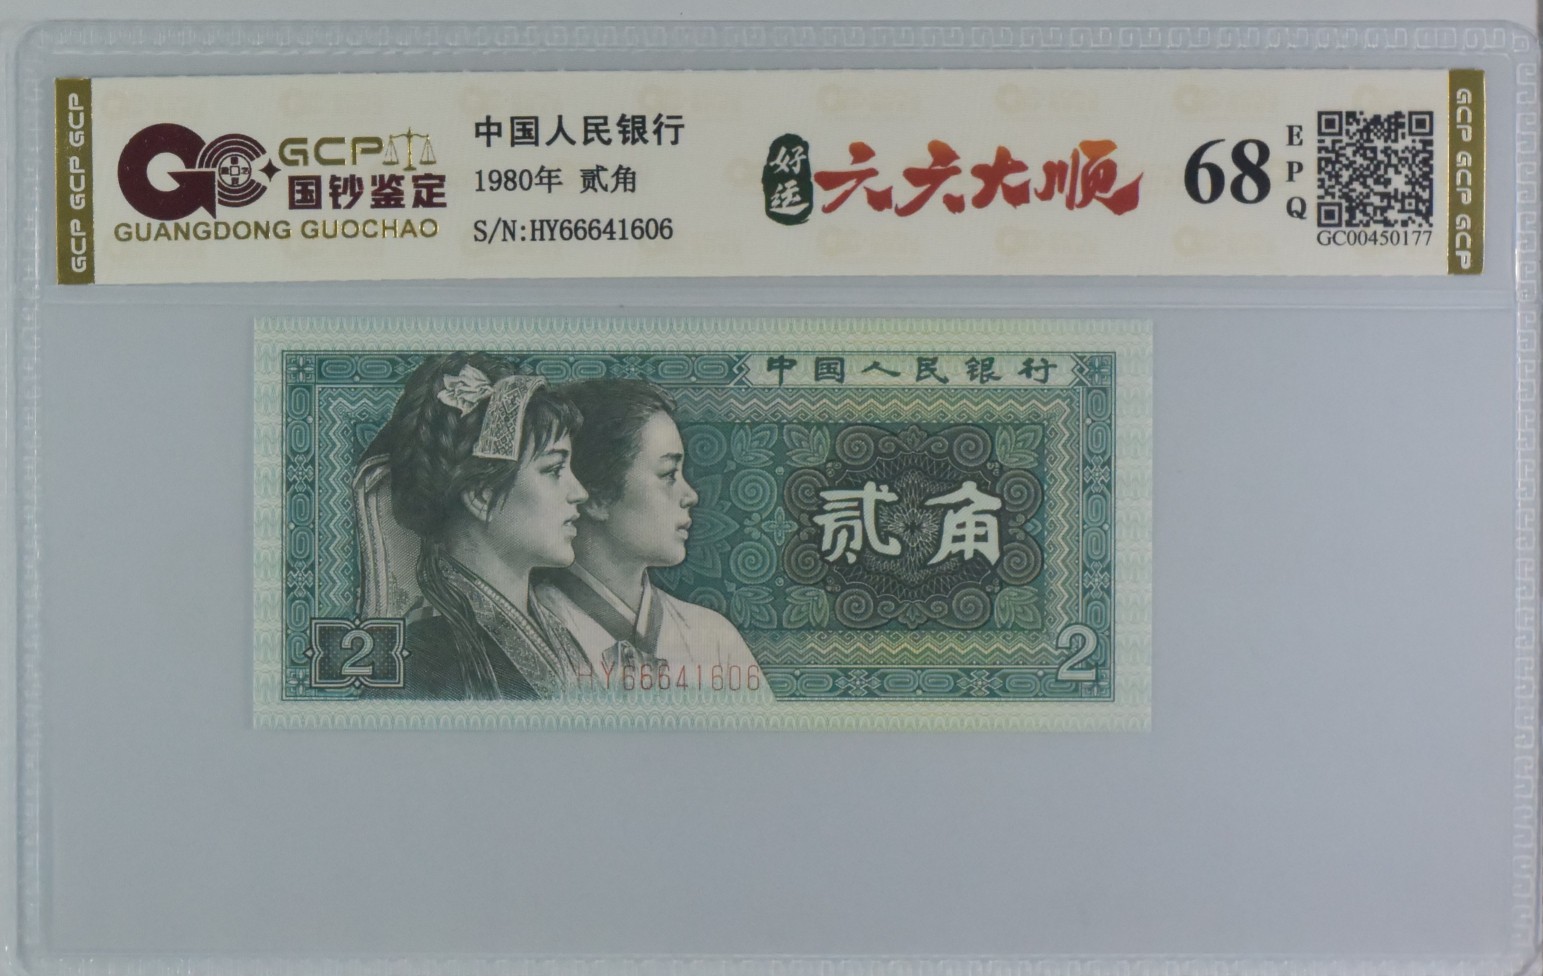 GCP GCP GCP
GCP
国钞鉴定
GUANGDONG GUOCHAO
中国人民银行
1980年 贰角
S/N:HY66641606
好运
六六大顺
68
EPQ
GC00450177
GCP GCP GCP
中国人民银行
贰角
2
2
HY66641606